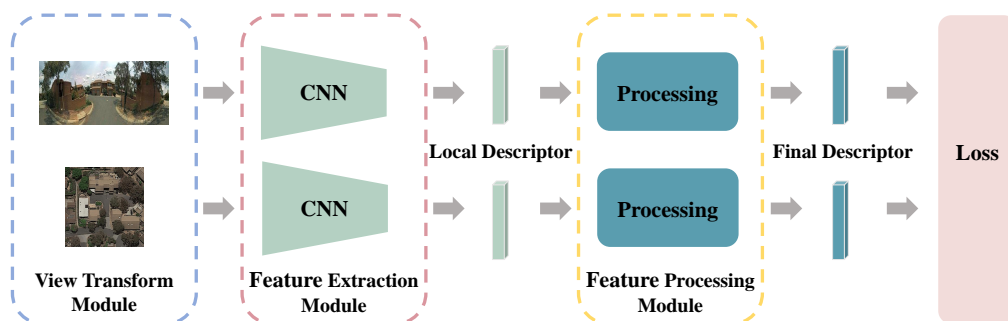 CNN
Processing
Local Descriptor
Final Descriptor
Loss
CNN
Processing
View Transform
Module
Feature Extraction
Module
Feature Processing
Module